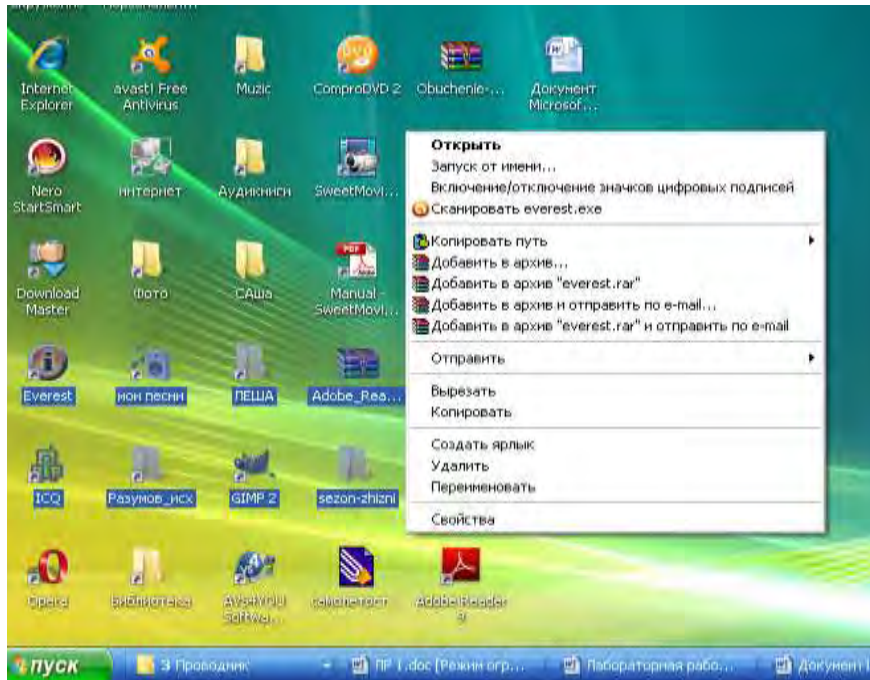 Internet
Explorer
avast! Free
Antivirus
Muzic
ComproDVD 2
Obuchenie-...
Документ
Microsof...
Nero
StartSmart
интернет
Аудикниги
SweetMovi...
Download
Master
Фото
САша
PDF
Manual -
SweetMovi...
Everest
мои песни
ЛЕША
Adobe_Rea...
ICQ
Разумов_исх
GIMP 2
sezon-zhizni
Opera
Библиотека
AVS4YOU
Softwa...
самолетост
Adobe Reader
9
Открыть
Запуск от имени...
Включение/отключение значков цифровых подписей
Сканировать everest.exe
Копировать путь
Добавить в архив...
Добавить в архив "everest.rar"
Добавить в архив и отправить по e-mail...
Добавить в архив "everest.rar" и отправить по e-mail
Отправить
Вырезать
Копировать
Создать ярлык
Удалить
Переименовать
Свойства
пуск
3 Проводник
ПР 1.doc [Режим огр...
Лабораторная рабо...
Документ